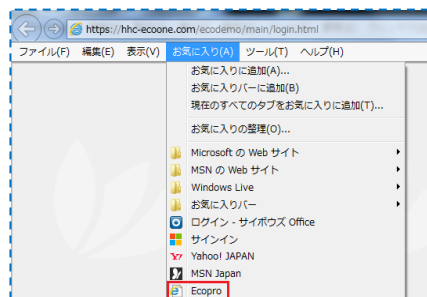 https://hhc-ecoone.com/ecodemo/main/login.html
ファイル(F) 編集(E) 表示(V) お気に入り(A) ツール(T) ヘルプ(H)
お気に入りに追加(A)...
お気に入りバーに追加(B)
現在のすべてのタブをお気に入りに追加(T)...
お気に入りの整理(O)...
Microsoft の Web サイト
MSN の Web サイト
Windows Live
お気に入りバー
ログイン - サイボウズ Office
サインイン
Yahoo! JAPAN
MSN Japan
Ecopro